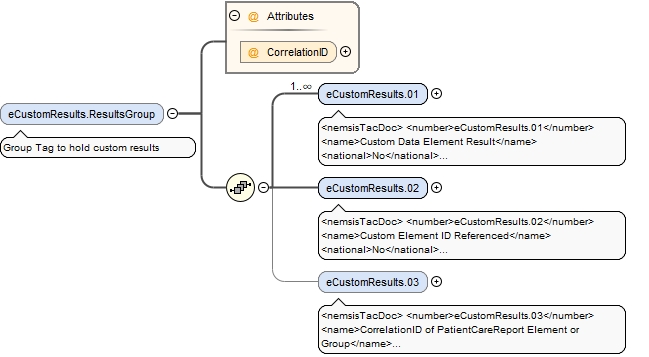 @ Attributes
@ CorrelationID
1..∞
eCustomResults.01
eCustomResults.ResultsGroup
Group Tag to hold custom results
<nemsisTacDoc> <number>eCustomResults.01</number>
<name>Custom Data Element Result</name>
<national>No</national>...
eCustomResults.02
<nemsisTacDoc> <number>eCustomResults.02</number>
<name>Custom Element ID Referenced</name>
<national>No</national>...
eCustomResults.03
<nemsisTacDoc> <number>eCustomResults.03</number>
<name>CorrelationID of PatientCareReport Element or
Group</name>...